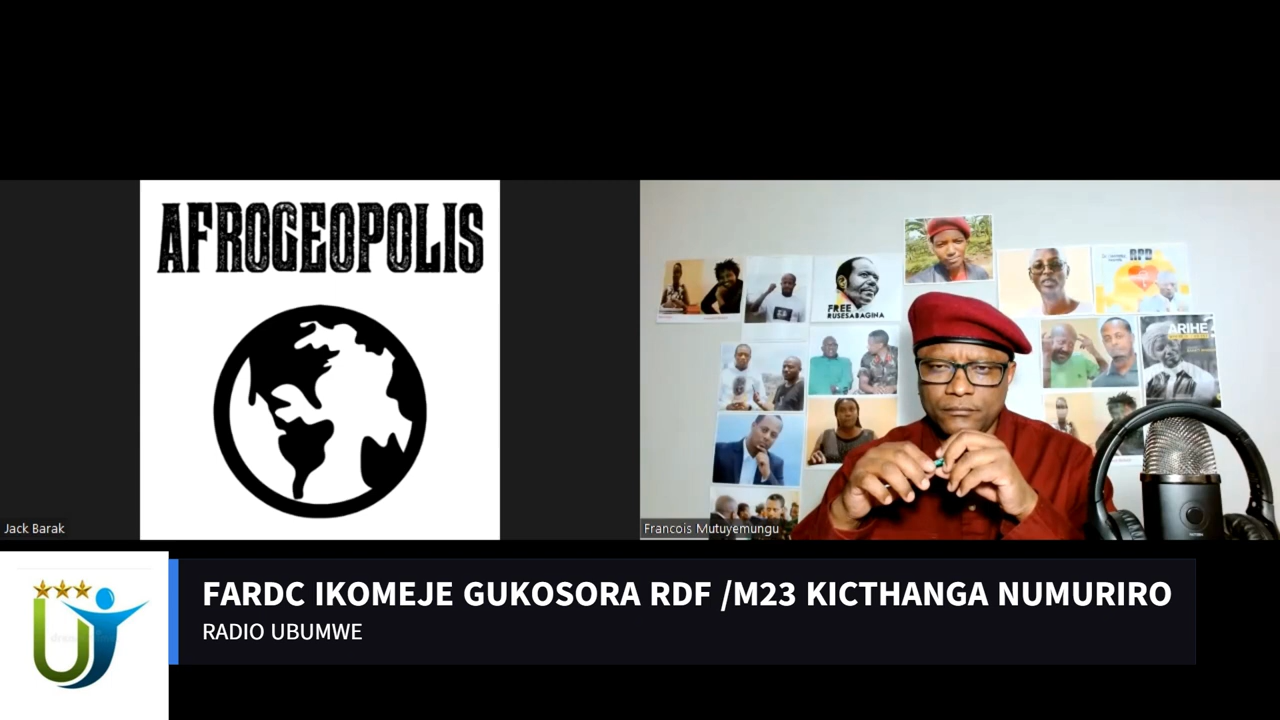 AFROGEOPOLIS
FREE
RUSESABAGINA
RPD
ARIHE
Jack Barak
Francois Mutuyemungu
FARDC IKOMEJE GUKOSORA RDF /M23 KICTHANGA NUMURIRO
RADIO UBUMWE